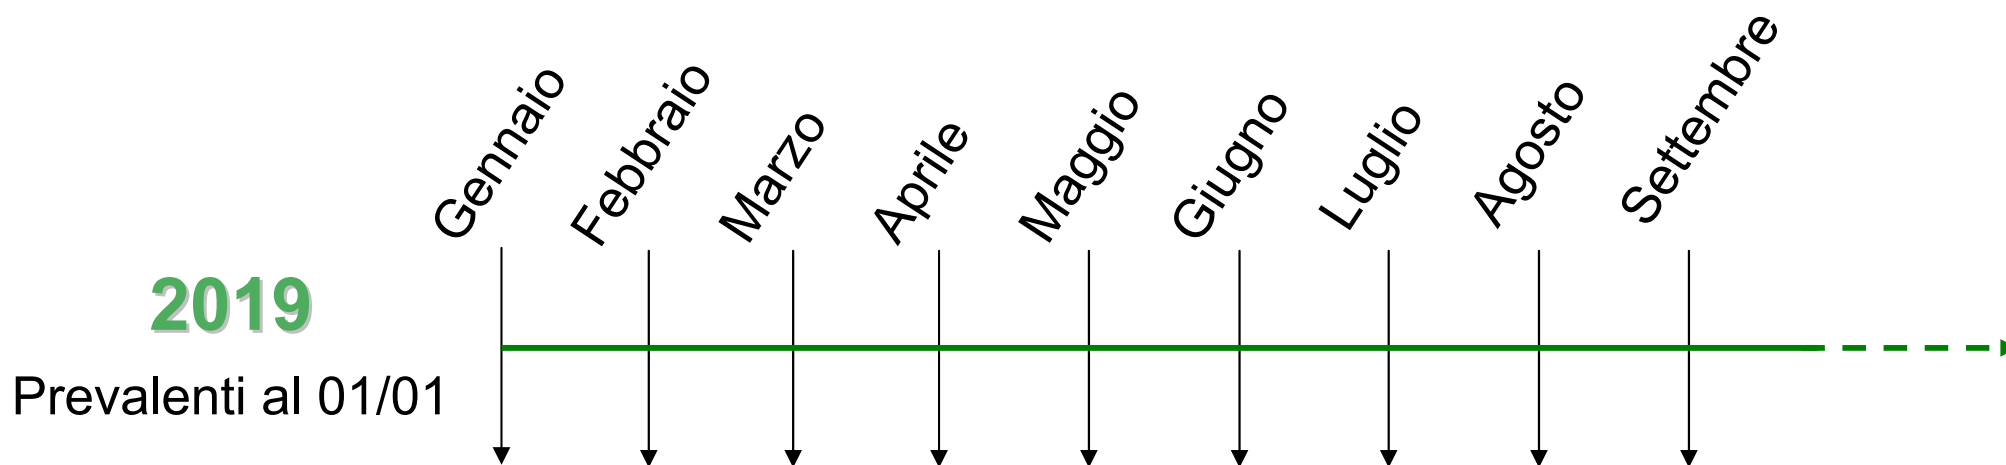 Gennaio
Febbraio
Marzo
Aprile
Maggio
Giugno
Luglio
Agosto
Settembre
2019
Prevalenti al 01/01